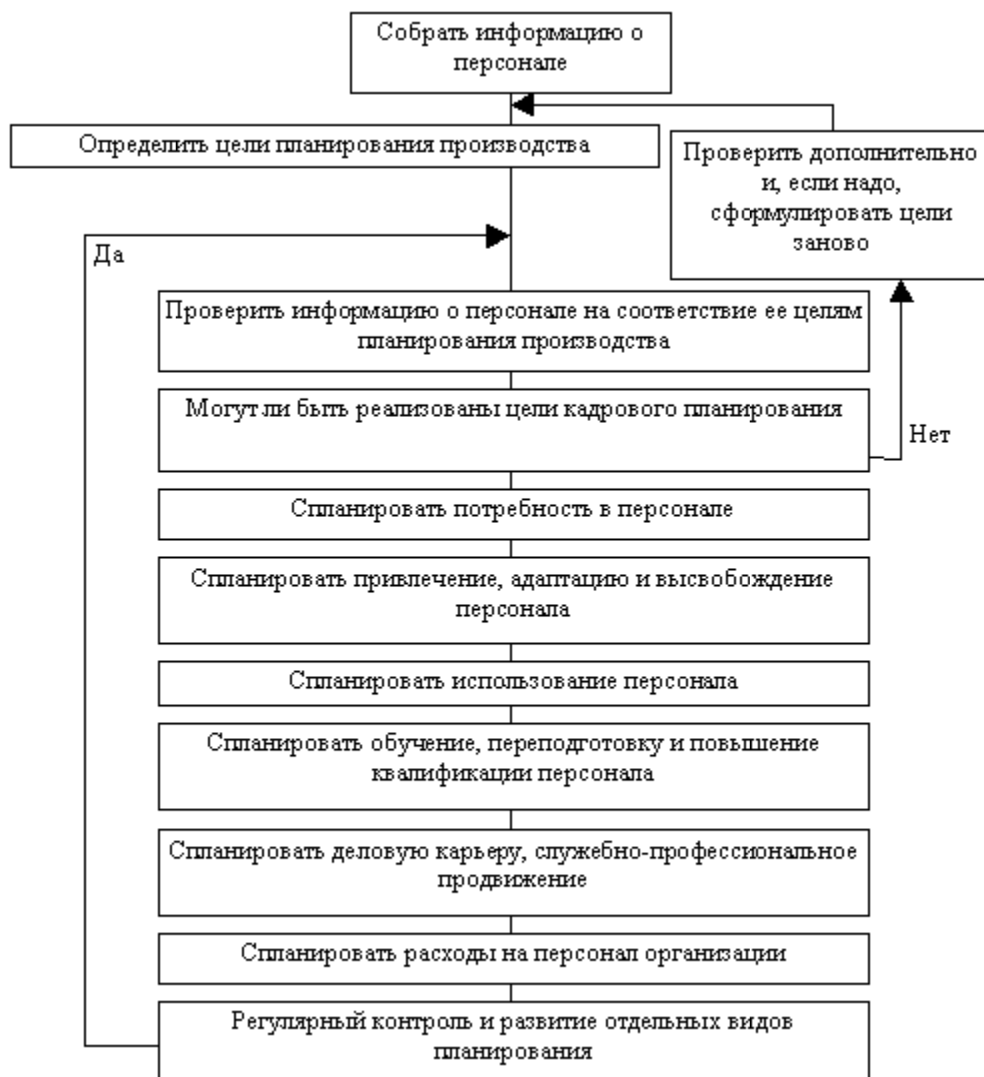 Собрать информацию о
персонале
Определить цели планирования производства
Проверить дополнительно
и, если надо,
сформулировать цели
заново
Да
Проверить информацию о персонале на соответствие ее целям
планирования производства
Могут ли быть реализованы цели кадрового планирования
Нет
Спланировать потребность в персонале
Спланировать привлечение, адаптацию и высвобождение
персонала
Спланировать использование персонала
Спланировать обучение, переподготовку и повышение
квалификации персонала
Спланировать деловую карьеру, служебно-профессиональное
продвижение
Спланировать расходы на персонал организации
Регулярный контроль и развитие отдельных видов
планирования